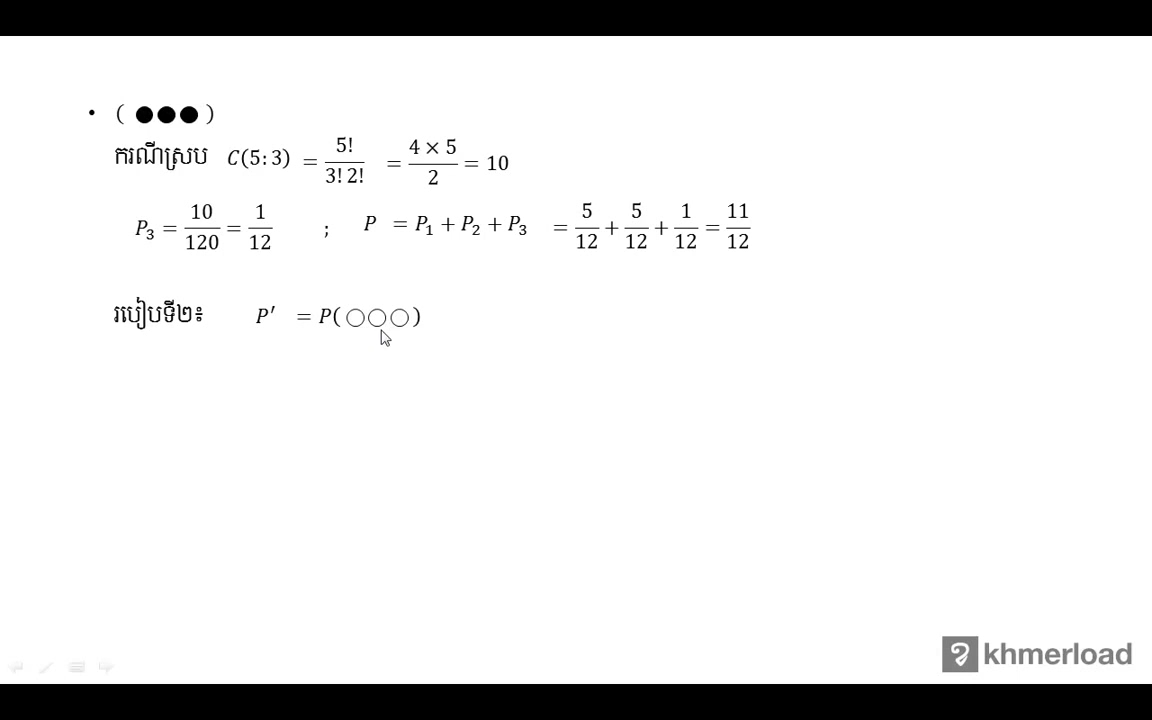 • ( ●●● )
ករណីស្រប C(5:3) = 5!/3! 2! = 4 × 5/2 = 10
P₃ = 10/120 = 1/12 ; P = P₁ + P₂ + P₃ = 5/12 + 5/12 + 1/12 = 11/12
របៀបទី២៖ P′ = P( ○○○ )
khmerload